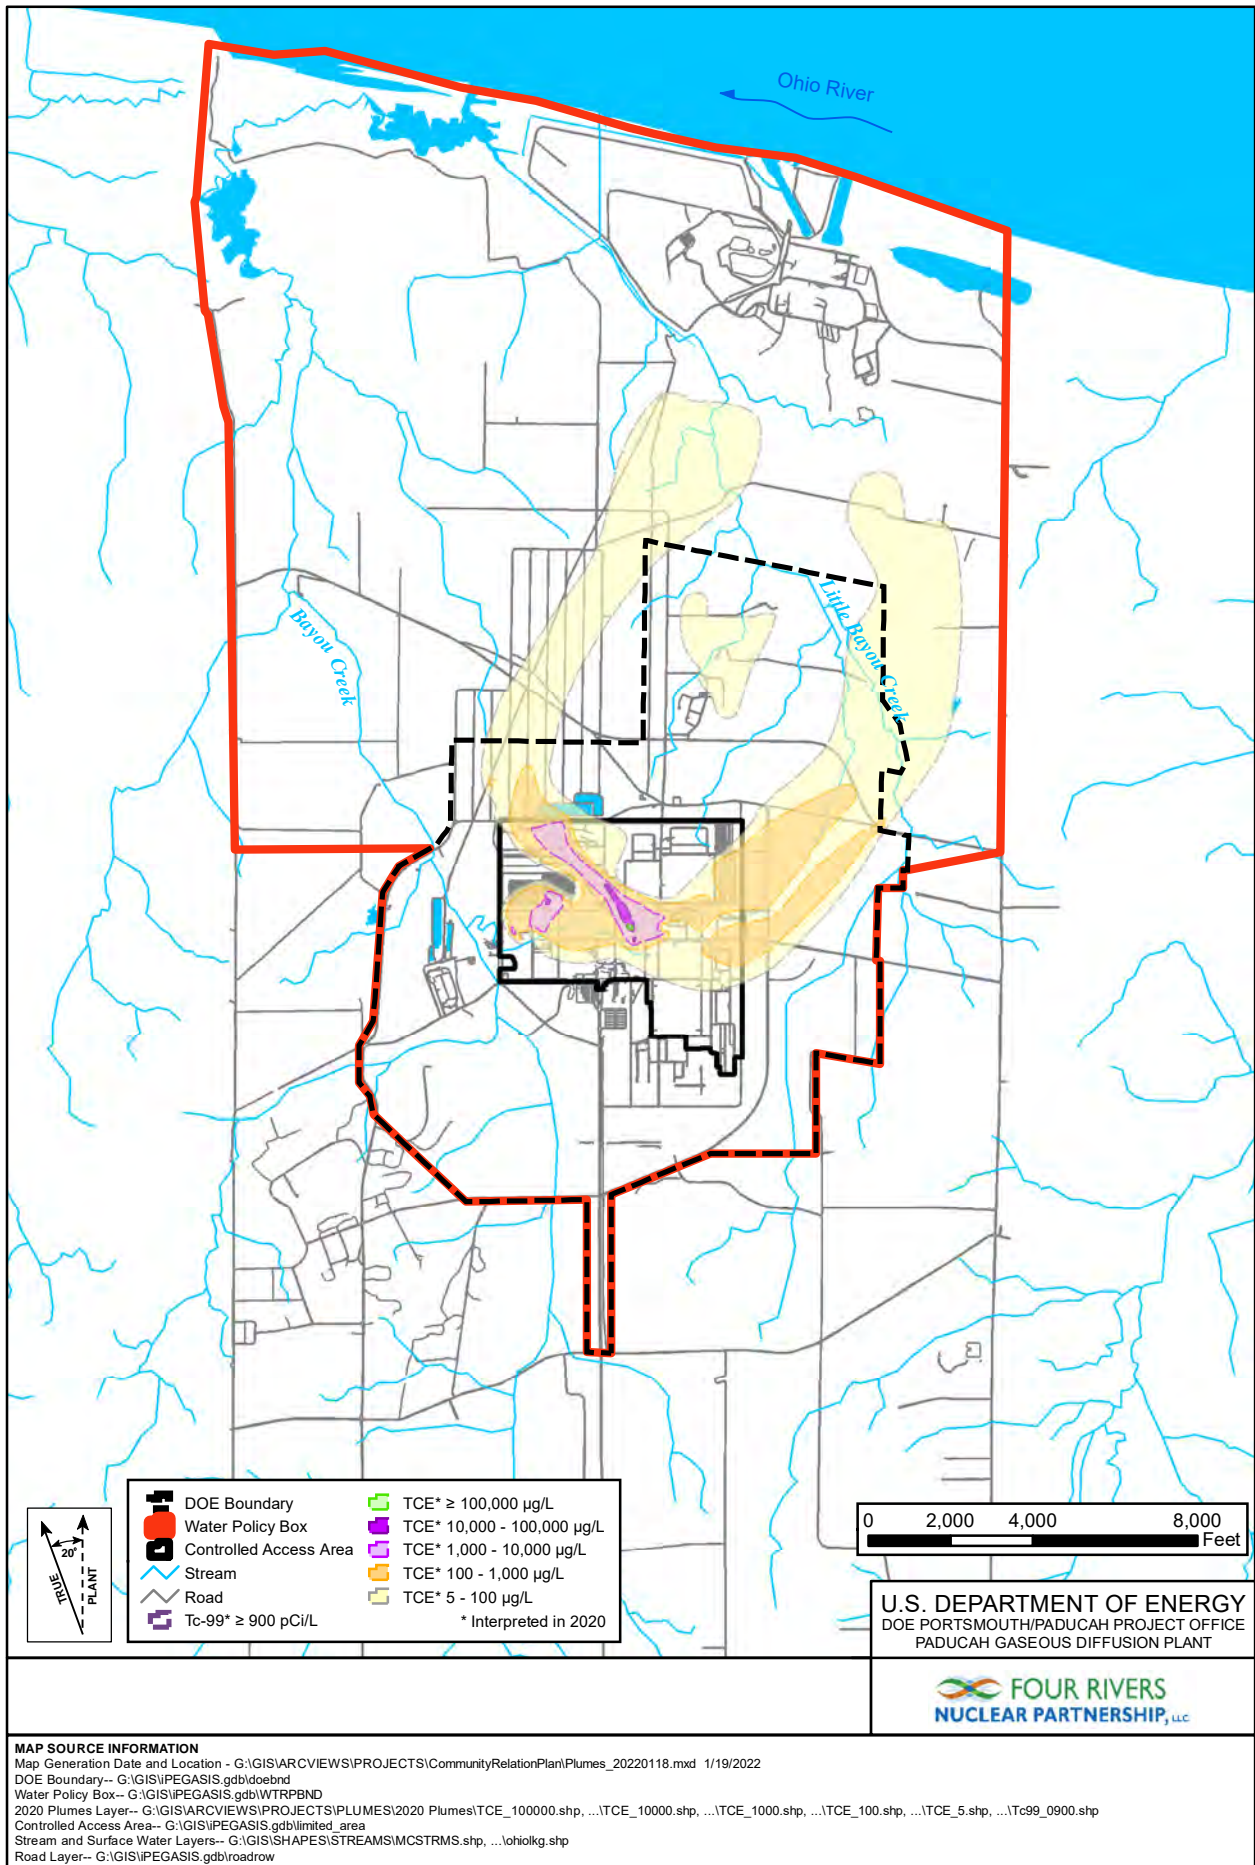 Ohio River
Bayou Creek
Little Bayou Creek
DOE Boundary
Water Policy Box
Controlled Access Area
Stream
Road
Tc-99* ≥ 900 pCi/L
TCE* ≥ 100,000 µg/L
TCE* 10,000 - 100,000 µg/L
TCE* 1,000 - 10,000 µg/L
TCE* 100 - 1,000 µg/L
TCE* 5 - 100 µg/L
* Interpreted in 2020
20°
TRUE
PLANT
0 2,000 4,000 8,000
Feet
U.S. DEPARTMENT OF ENERGY
DOE PORTSMOUTH/PADUCAH PROJECT OFFICE
PADUCAH GASEOUS DIFFUSION PLANT
FOUR RIVERS
NUCLEAR PARTNERSHIP, LLC
MAP SOURCE INFORMATION
Map Generation Date and Location - G:\GIS\ARCVIEWS\PROJECTS\CommunityRelationPlan\Plumes_20220118.mxd 1/19/2022
DOE Boundary-- G:\GIS\iPEGASIS.gdb\doebnd
Water Policy Box-- G:\GIS\iPEGASIS.gdb\WTRPBND
2020 Plumes Layer-- G:\GIS\ARCVIEWS\PROJECTS\PLUMES\2020 Plumes\TCE_100000.shp, ...\TCE_10000.shp, ...\TCE_1000.shp, ...\TCE_100.shp, ...\TCE_5.shp, ...\Tc99_0900.shp
Controlled Access Area-- G:\GIS\iPEGASIS.gdb\limited_area
Stream and Surface Water Layers-- G:\GIS\SHAPES\STREAMS\MCSTRMS.shp, ...\ohiolkg.shp
Road Layer-- G:\GIS\iPEGASIS.gdb\roadrow